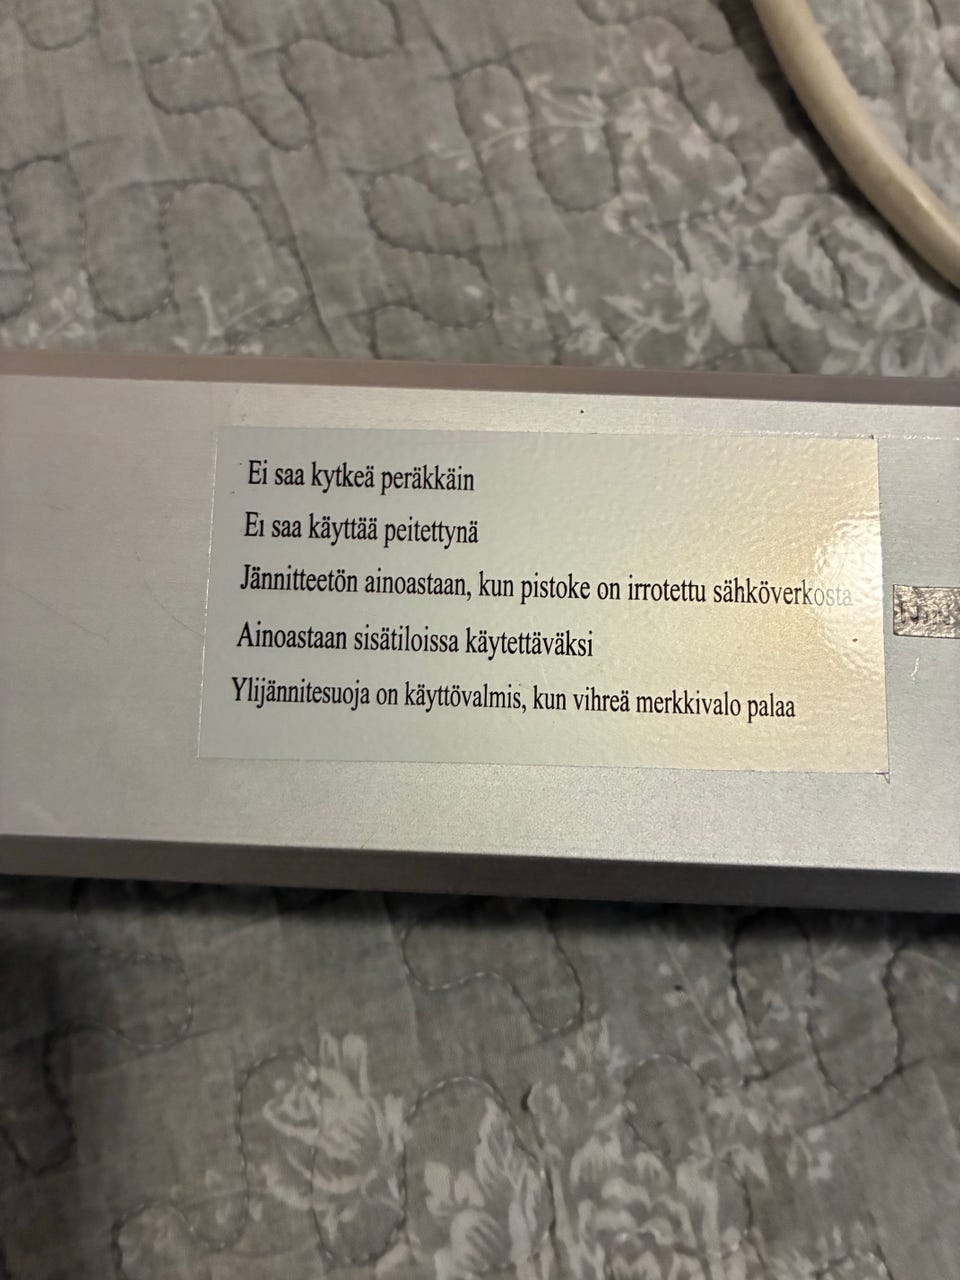 Ei saa kytkeä peräkkäin
Ei saa käyttää peitettynä
Jännitteetön ainoastaan, kun pistoke on irrotettu sähköverkosta
Ainoastaan sisätiloissa käytettäväksi
Ylijännitesuoja on käyttövalmis, kun vihreä merkkivalo palaa